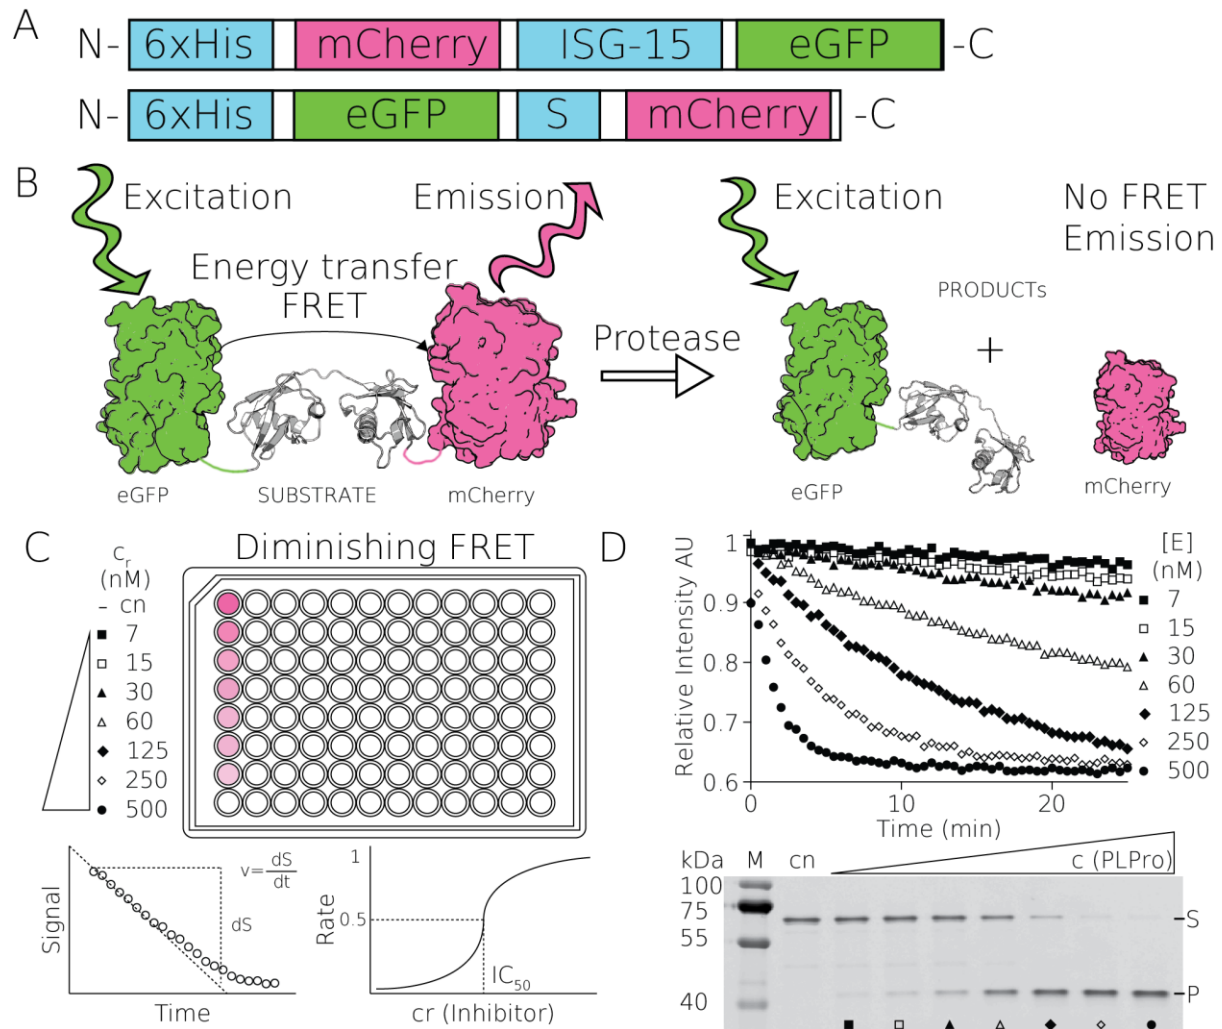 A
N- 6xHis mCherry ISG-15 eGFP -C
N- 6xHis eGFP S mCherry -C
B
Excitation
Emission
Energy transfer
FRET
eGFP
SUBSTRATE
mCherry
Protease
Excitation
No FRET
Emission
PRODUCTs
+
eGFP
mCherry
C
Diminishing FRET
cr
(nM)
– cn
7
15
30
60
125
250
500
Signal
v=dS/dt
dS
Time
Rate
1
0.5
IC50
cr (Inhibitor)
D
Relative Intensity AU
1
0.9
0.8
0.7
0.6
0
10
20
Time (min)
[E]
(nM)
7
15
30
60
125
250
500
kDa M cn c (PLPro)
100
75
55
40
S
P